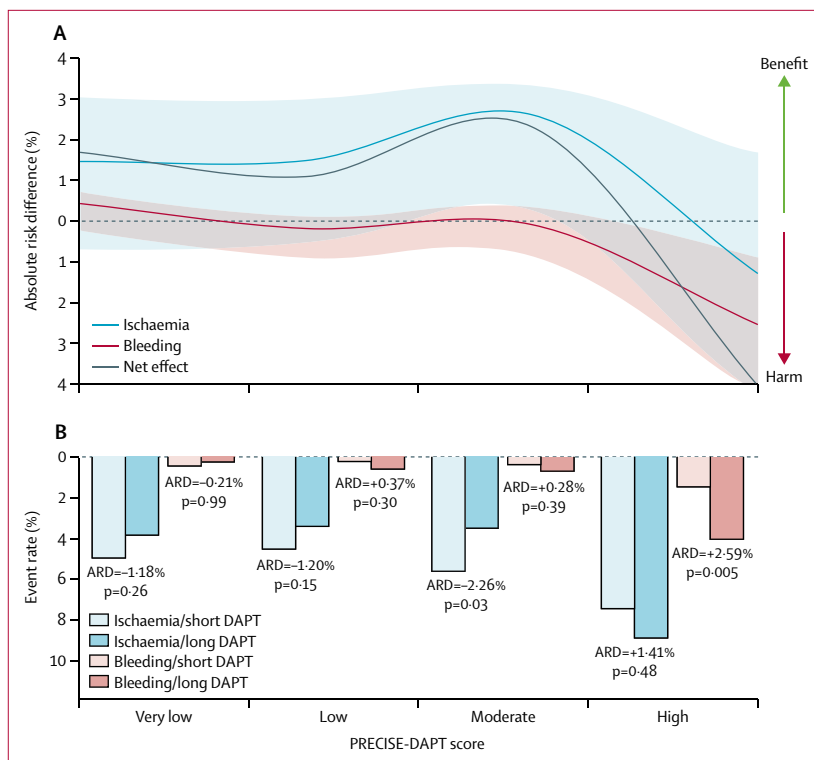 A
4
3
2
1
0
1
2
3
4
Absolute risk difference (%)
Benefit
Harm
Ischaemia
Bleeding
Net effect
B
0
2
4
6
8
10
Event rate (%)
ARD=–1·18%
p=0·26
ARD=–0·21%
p=0·99
ARD=–1·20%
p=0·15
ARD=+0·37%
p=0·30
ARD=–2·26%
p=0·03
ARD=+0·28%
p=0·39
ARD=+1·41%
p=0·48
ARD=+2·59%
p=0·005
Ischaemia/short DAPT
Ischaemia/long DAPT
Bleeding/short DAPT
Bleeding/long DAPT
Very low
Low
Moderate
High
PRECISE-DAPT score